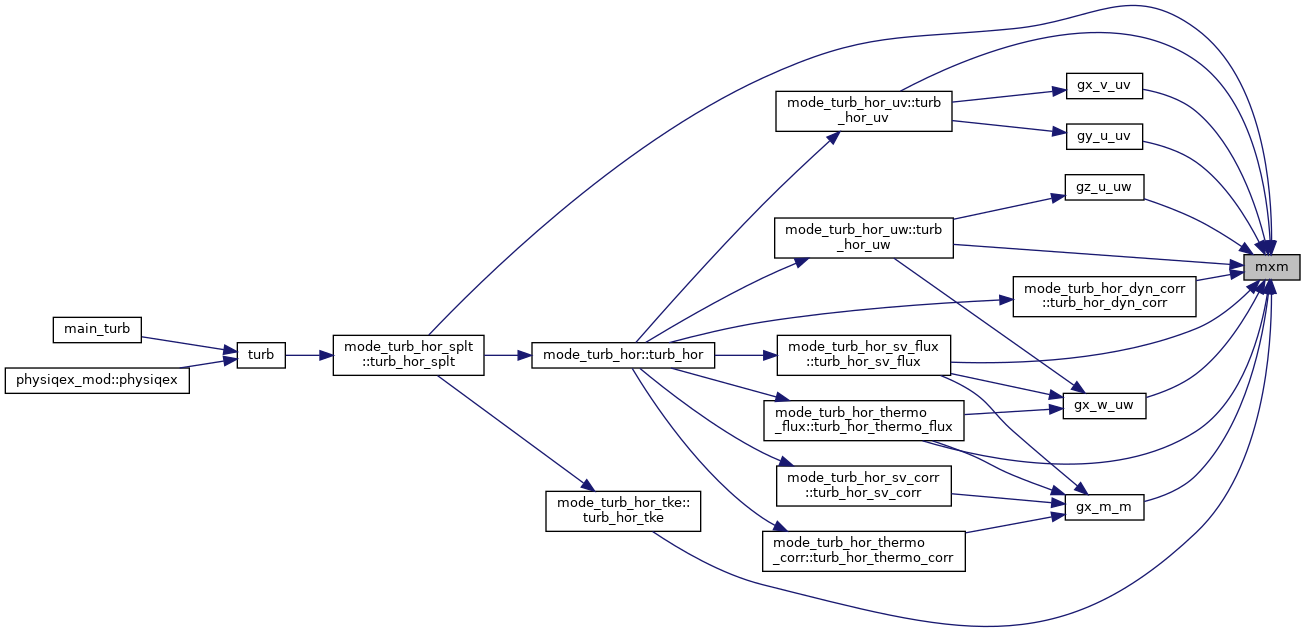 main_turb
physiqex_mod::physiqex
turb
mode_turb_hor_splt
::turb_hor_splt
mode_turb_hor::turb_hor
mode_turb_hor_tke::
turb_hor_tke
mode_turb_hor_uv::turb
_hor_uv
mode_turb_hor_uw::turb
_hor_uw
mode_turb_hor_dyn_corr
::turb_hor_dyn_corr
mode_turb_hor_sv_flux
::turb_hor_sv_flux
mode_turb_hor_thermo
_flux::turb_hor_thermo_flux
mode_turb_hor_sv_corr
::turb_hor_sv_corr
mode_turb_hor_thermo
_corr::turb_hor_thermo_corr
gx_v_uv
gy_u_uv
gz_u_uw
gx_w_uw
gx_m_m
mxm